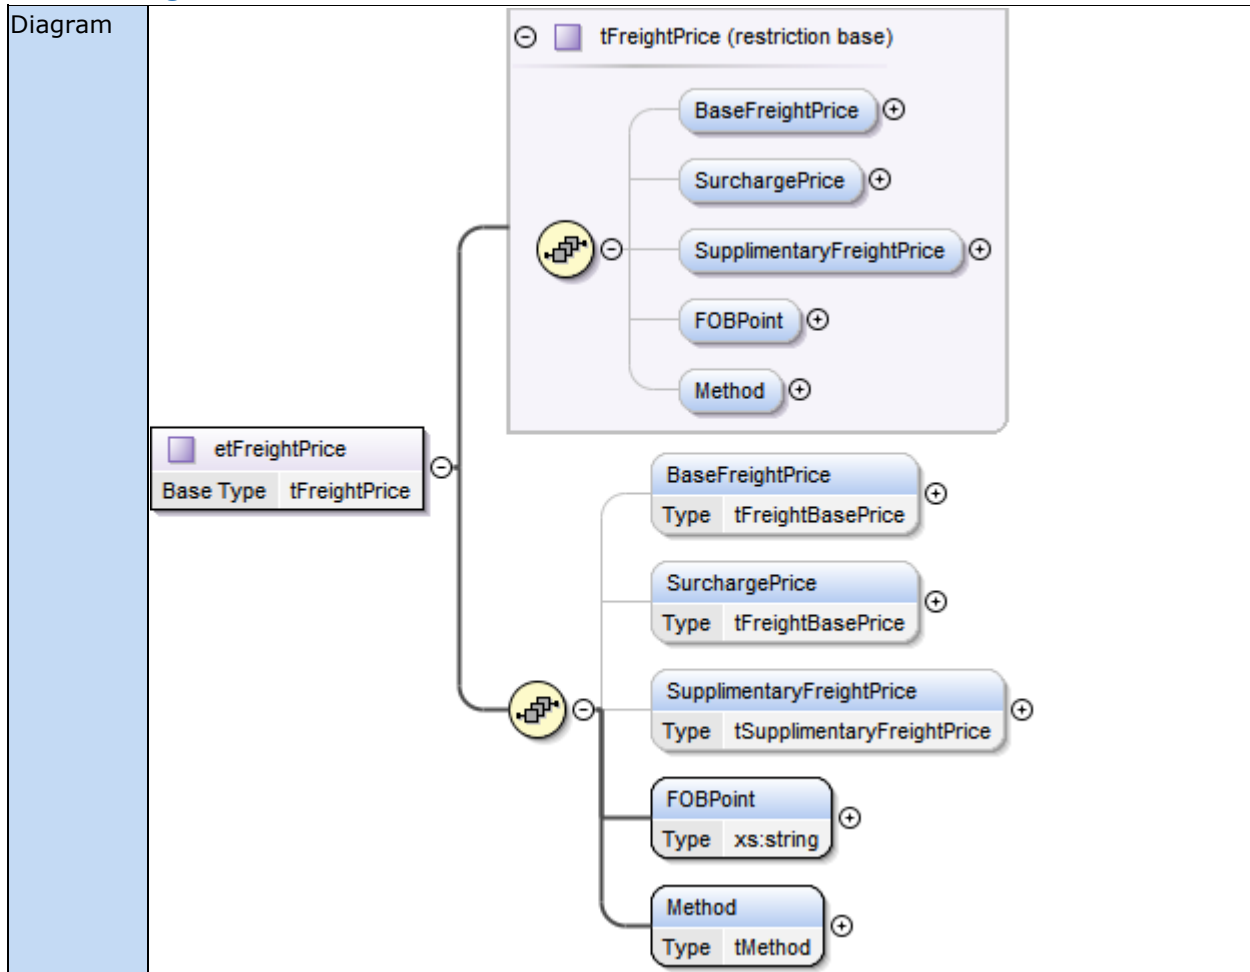 Diagram
tFreightPrice (restriction base)
BaseFreightPrice
SurchargePrice
SupplimentaryFreightPrice
FOBPoint
Method
etFreightPrice
Base Type tFreightPrice
BaseFreightPrice
Type tFreightBasePrice
SurchargePrice
Type tFreightBasePrice
SupplimentaryFreightPrice
Type tSupplimentaryFreightPrice
FOBPoint
Type xs:string
Method
Type tMethod